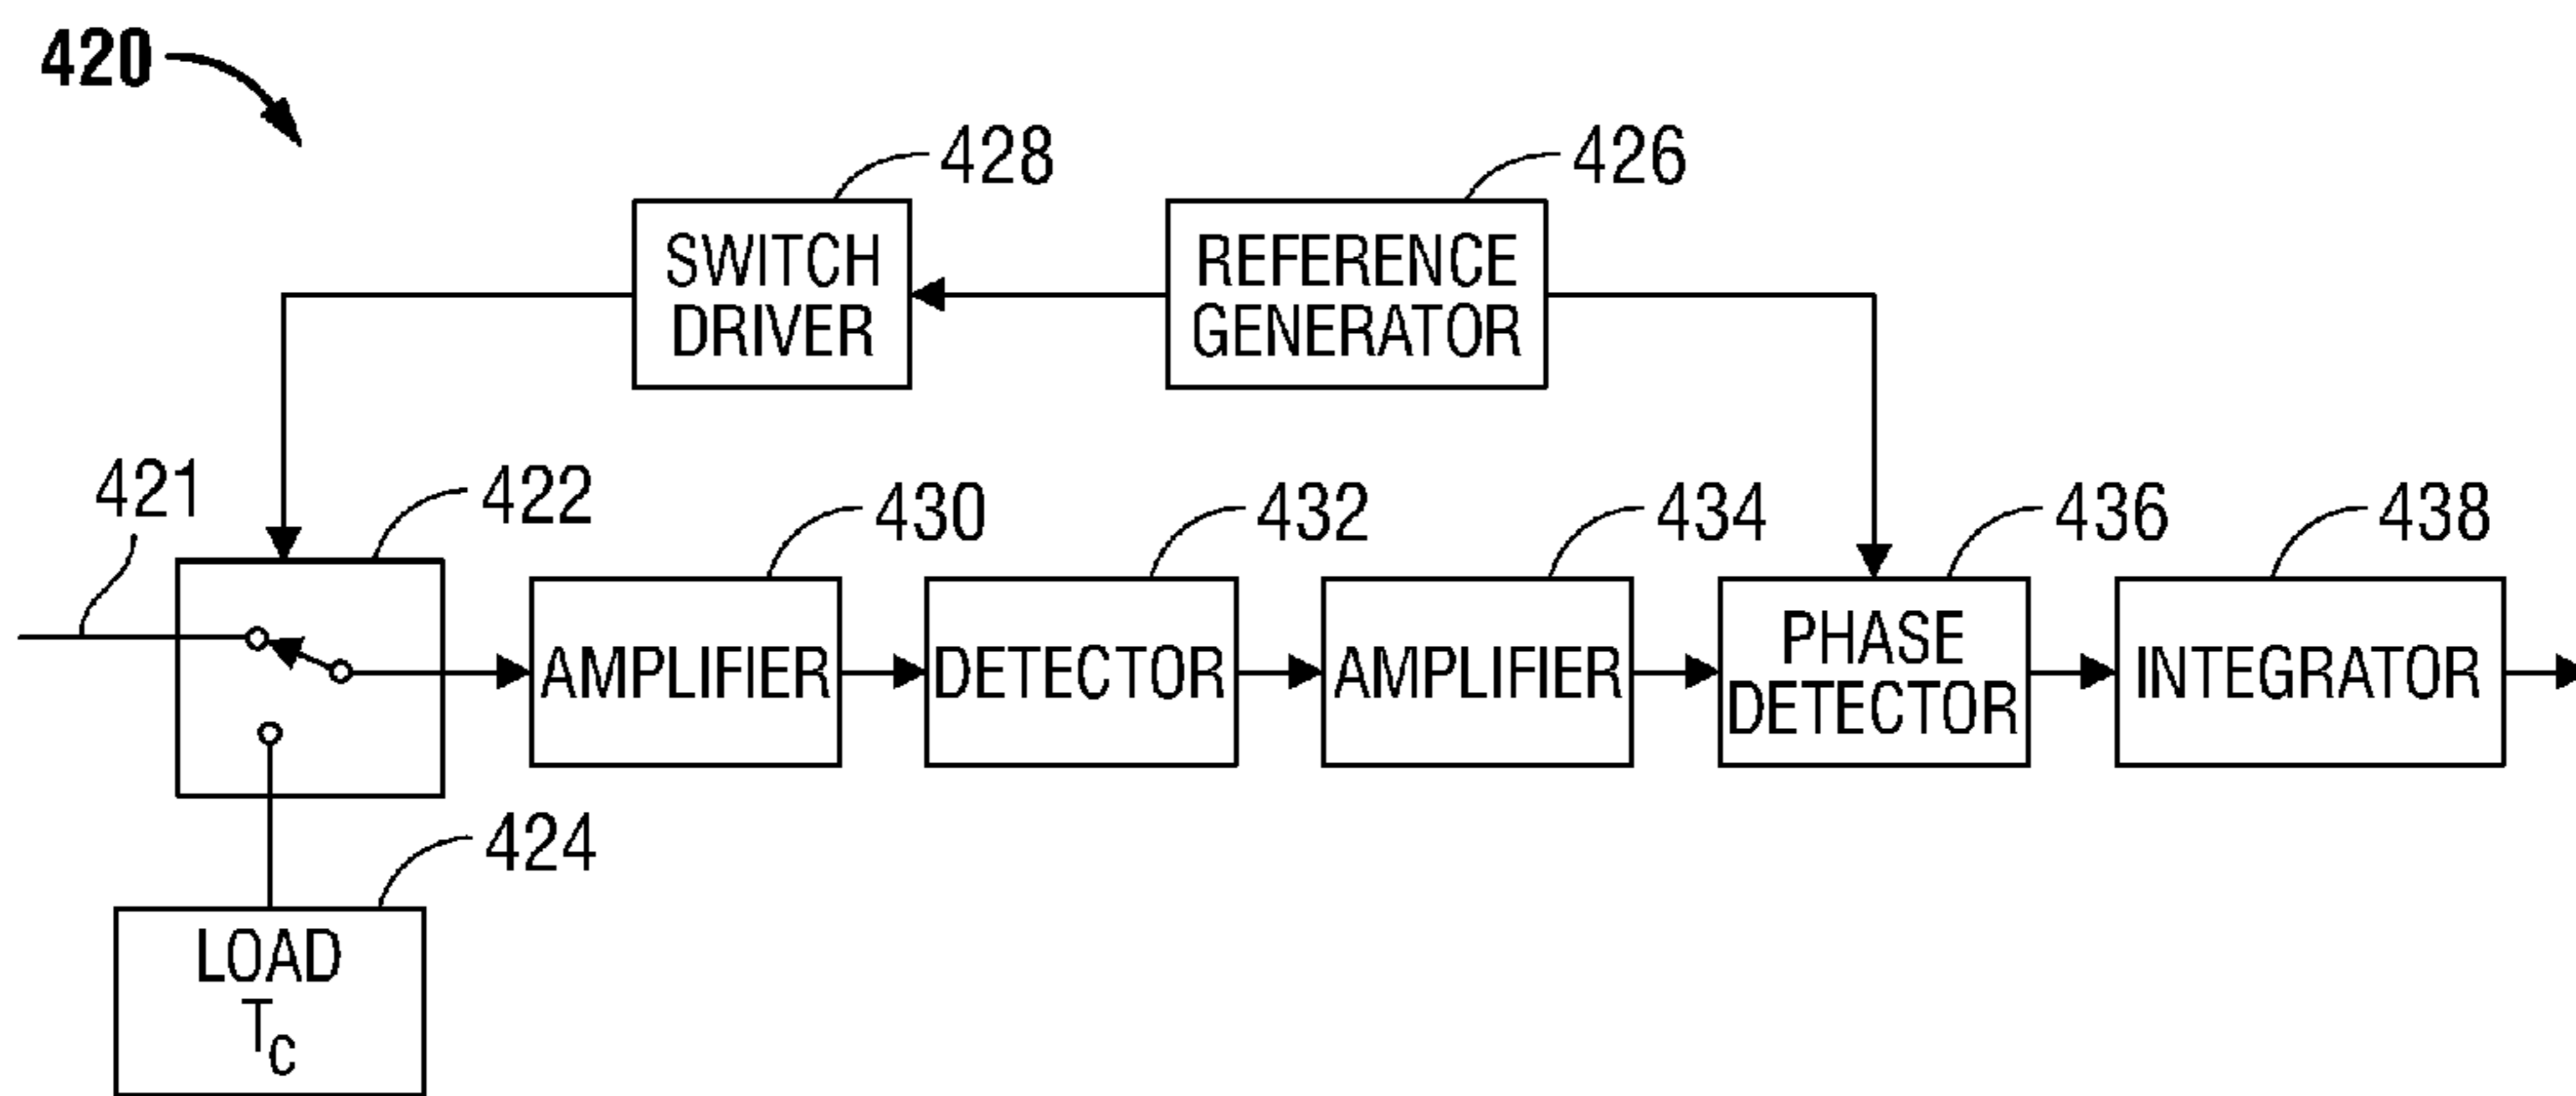 420
428
426
SWITCH
DRIVER
REFERENCE
GENERATOR
421
422
430
432
434
436
438
AMPLIFIER
DETECTOR
AMPLIFIER
PHASE
DETECTOR
INTEGRATOR
424
LOAD
TC